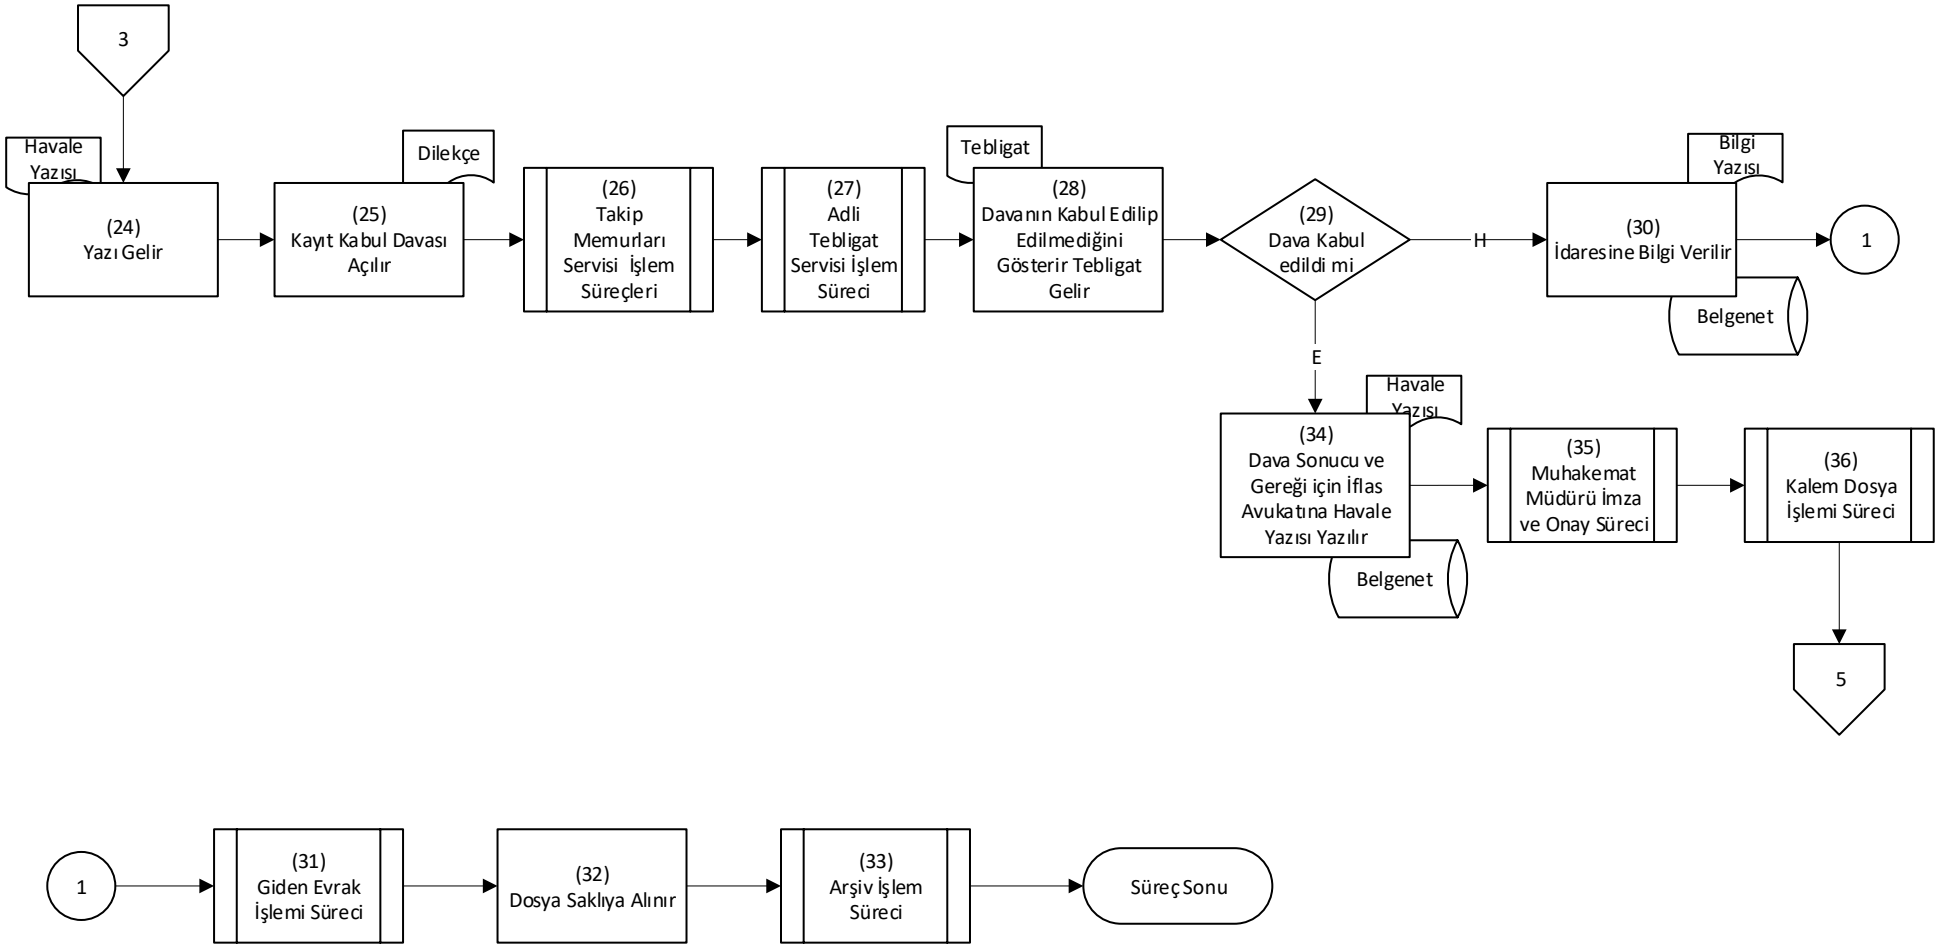 3
Havale
Yazısı
(24)
Yazı Gelir
Dilekçe
(25)
Kayıt Kabul Davası
Açılır
(26)
Takip
Memurları
Servisi İşlem
Süreçleri
(27)
Adli
Tebligat
Servisi İşlem
Süreci
Tebligat
(28)
Davanın Kabul Edilip
Edilmediğini
Gösterir Tebligat
Gelir
(29)
Dava Kabul
edildi mi
H
Bilgi
Yazısı
(30)
İdaresine Bilgi Verilir
Belgenet
1
E
Havale
Yazısı
(34)
Dava Sonucu ve
Gereği için İflas
Avukatına Havale
Yazısı Yazılır
Belgenet
(35)
Muhakemat
Müdürü İmza
ve Onay Süreci
(36)
Kalem Dosya
İşlemi Süreci
5
1
(31)
Giden Evrak
İşlemi Süreci
(32)
Dosya Saklıya Alınır
(33)
Arşiv İşlem
Süreci
Süreç Sonu